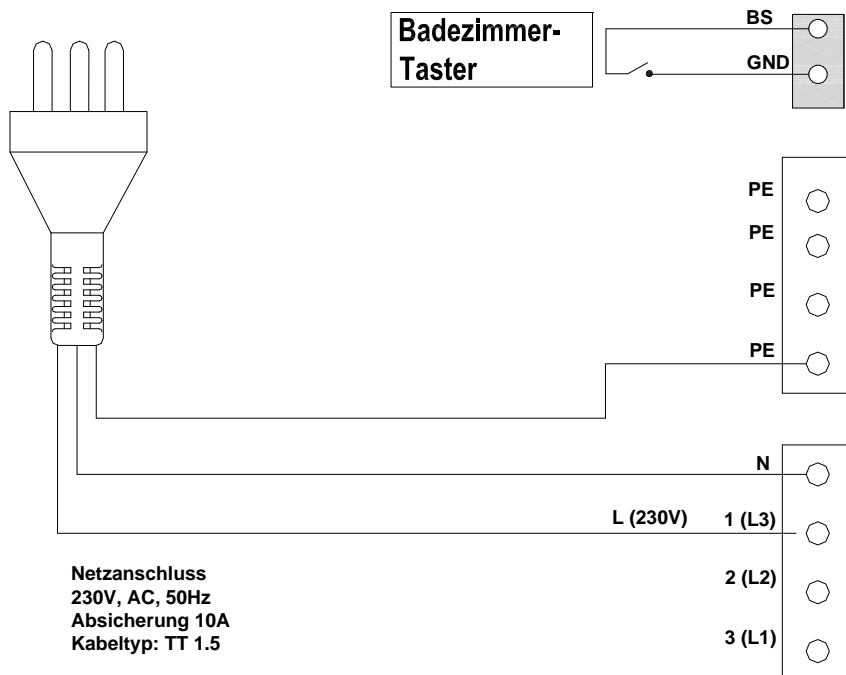 Badezimmer-
Taster
BS
GND
PE
PE
PE
PE
N
L (230V) 1 (L3)
2 (L2)
3 (L1)
Netzanschluss
230V, AC, 50Hz
Absicherung 10A
Kabeltyp: TT 1.5